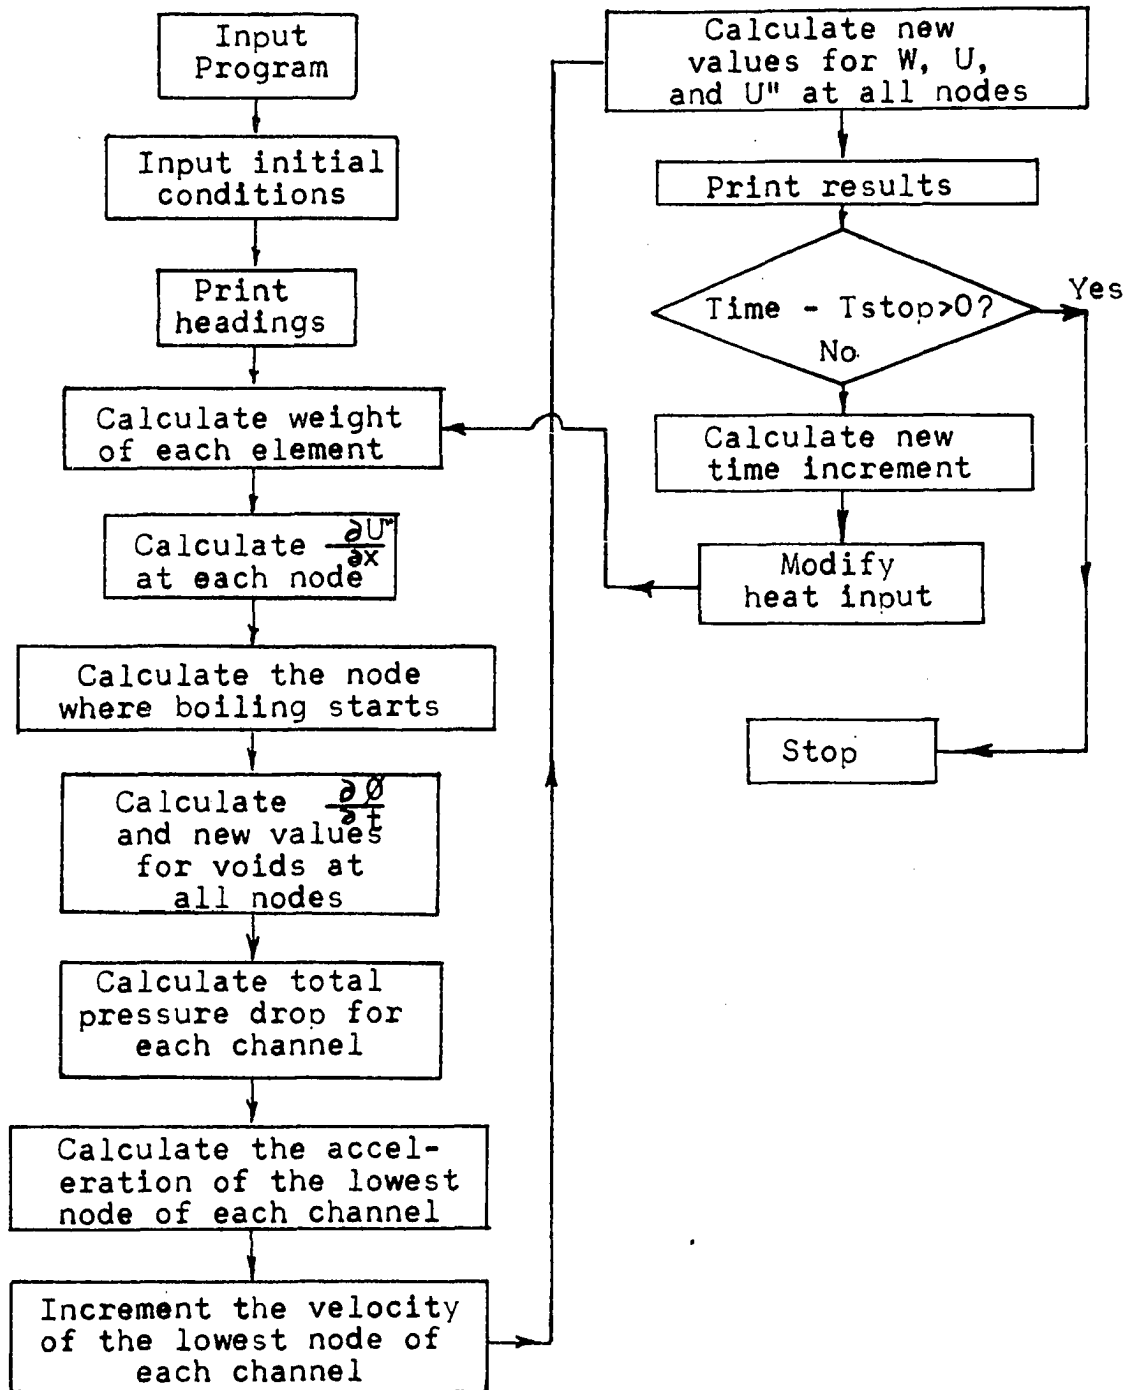 Input
Program
Input initial
conditions
Print
headings
Calculate weight
of each element
Calculate ∂U"/∂x
at each node
Calculate the node
where boiling starts
Calculate ∂Ø/∂t
and new values
for voids at
all nodes
Calculate total
pressure drop for
each channel
Calculate the accel-
eration of the lowest
node of each channel
Increment the velocity
of the lowest node of
each channel
Calculate new
values for W, U,
and U" at all nodes
Print results
Time - Tstop>0?
Yes
No
Calculate new
time increment
Modify
heat input
Stop